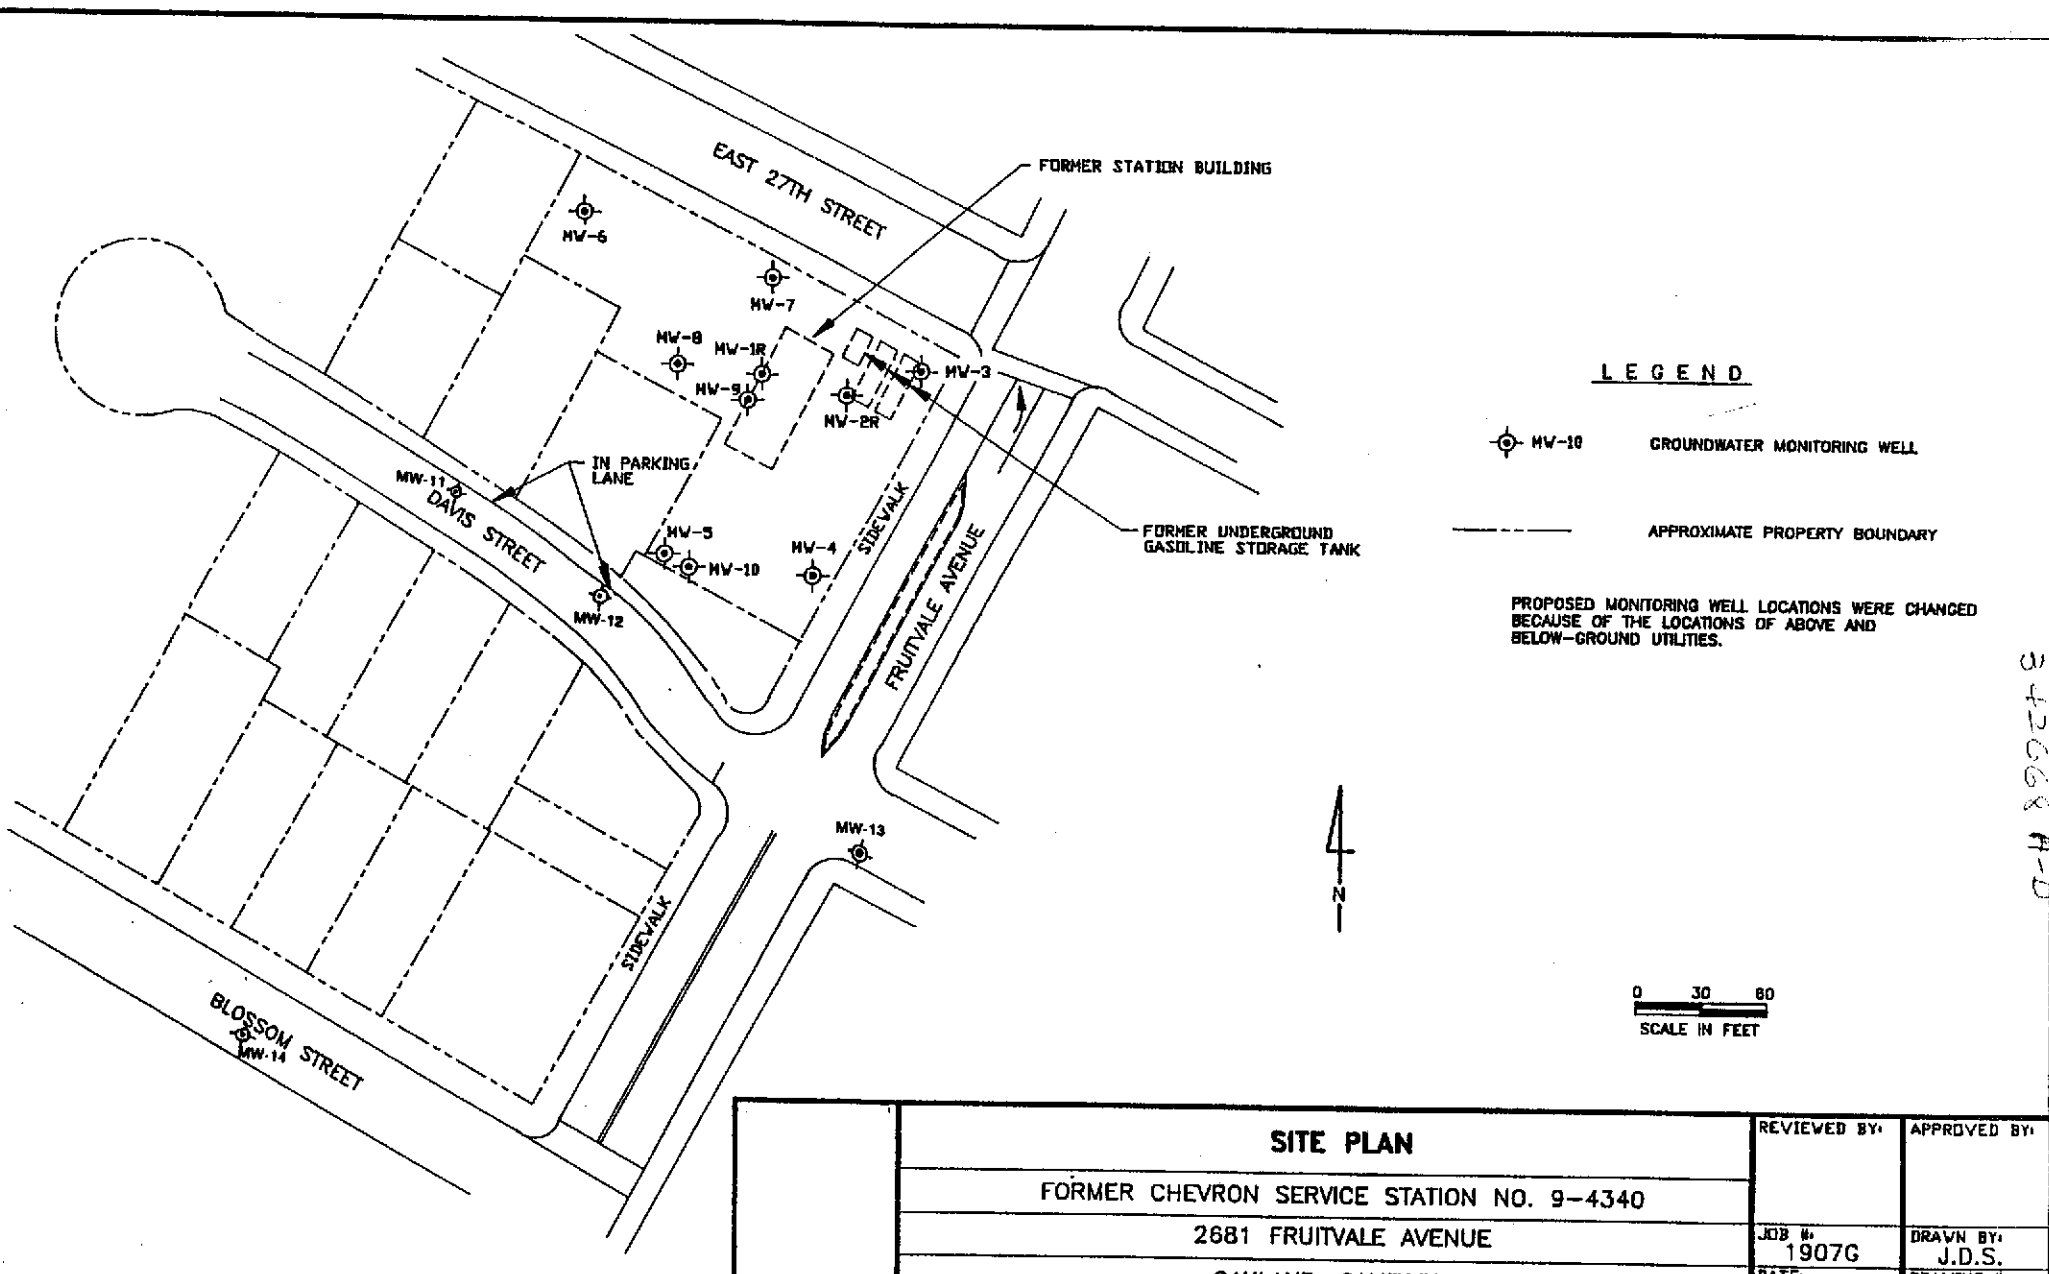 EAST 27TH STREET
FORMER STATION BUILDING
MW-6
MW-7
MW-8
MW-1R
MW-9
MW-3
MW-2R
IN PARKING
LANE
MW-11
DAVIS STREET
MW-5
MW-10
MW-4
MW-12
SIDEWALK
FRUITVALE AVENUE
FORMER UNDERGROUND
GASOLINE STORAGE TANK
LEGEND
MW-10
GROUNDWATER MONITORING WELL
APPROXIMATE PROPERTY BOUNDARY
PROPOSED MONITORING WELL LOCATIONS WERE CHANGED
BECAUSE OF THE LOCATIONS OF ABOVE AND
BELOW-GROUND UTILITIES.
MW-13
N
SIDEWALK
BLOSSOM STREET
MW-14
0 30 60
SCALE IN FEET
SITE PLAN
FORMER CHEVRON SERVICE STATION NO. 9-4340
2681 FRUITVALE AVENUE
REVIEWED BY:
APPROVED BY:
JOB #:
1907G
DRAWN BY:
J.D.S.